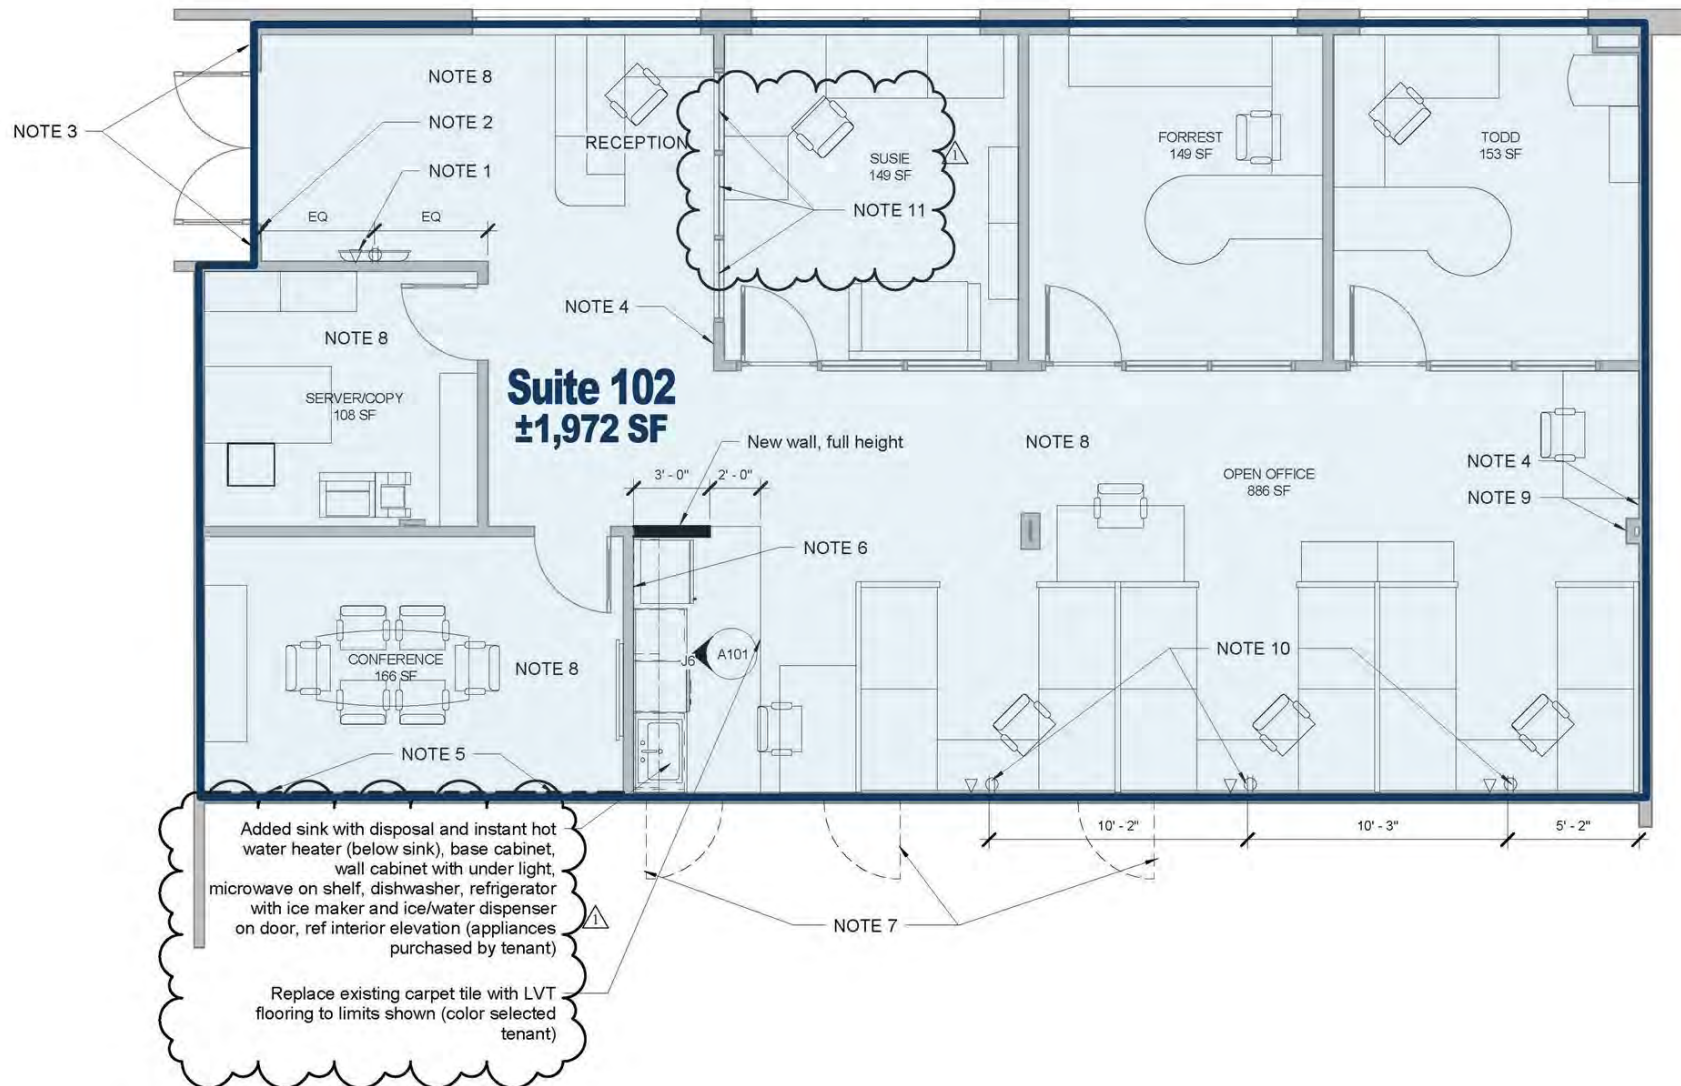 NOTE 8
NOTE 2
NOTE 3
NOTE 1
RECEPTION
EQ
EQ
SUSIE
149 SF
1
NOTE 11
FORREST
149 SF
TODD
153 SF
NOTE 4
NOTE 8
SERVER/COPY
108 SF
Suite 102
±1,972 SF
New wall, full height
3' - 0"
2' - 0"
NOTE 8
OPEN OFFICE
886 SF
NOTE 4
NOTE 9
NOTE 6
J6
A101
NOTE 10
CONFERENCE
166 SF
NOTE 8
NOTE 5
10' - 2"
10' - 3"
5' - 2"
NOTE 7
Added sink with disposal and instant hot
water heater (below sink), base cabinet,
wall cabinet with under light,
microwave on shelf, dishwasher, refrigerator
with ice maker and ice/water dispenser
on door, ref interior elevation (appliances
purchased by tenant)
1
Replace existing carpet tile with LVT
flooring to limits shown (color selected
tenant)